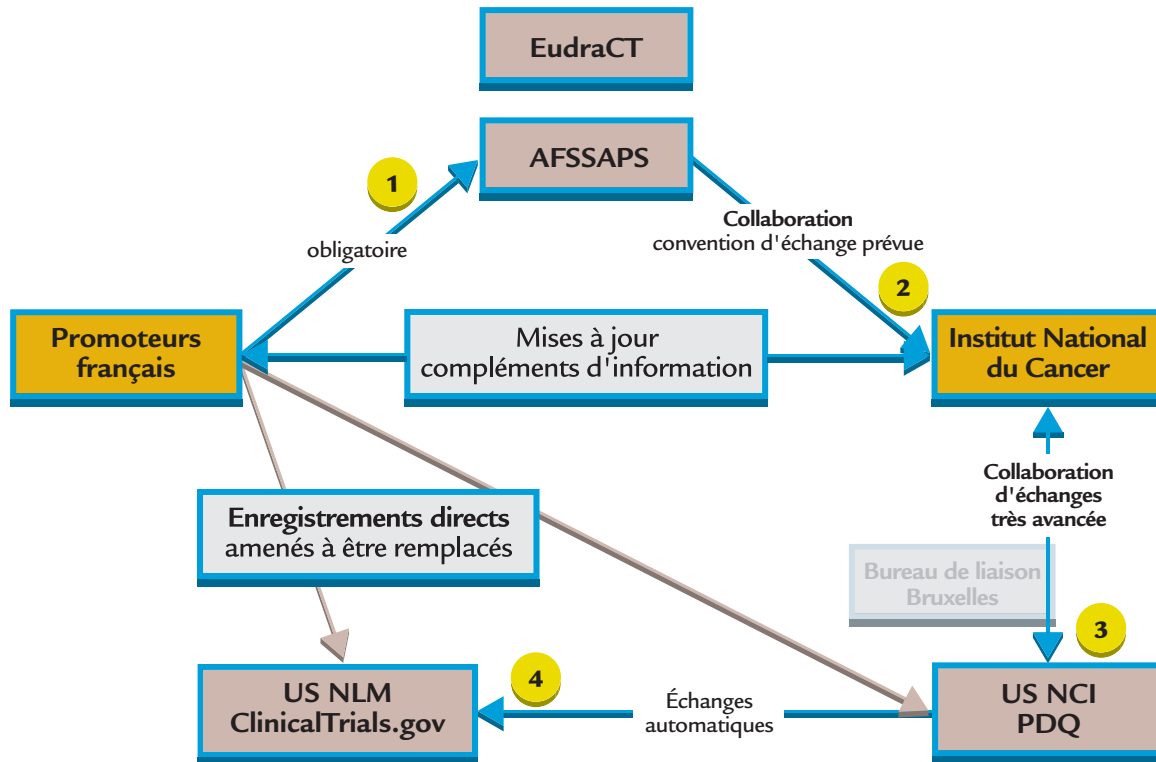 EudraCT
AFSSAPS
1
obligatoire
Collaboration
convention d'échange prévue
2
Promoteurs
français
Mises à jour
compléments d'information
Institut National
du Cancer
Collaboration
d'échanges
très avancée
Enregistrements directs
amenés à être remplacés
Bureau de liaison
Bruxelles
3
US NLM
ClinicalTrials.gov
4
Échanges
automatiques
US NCI
PDQ